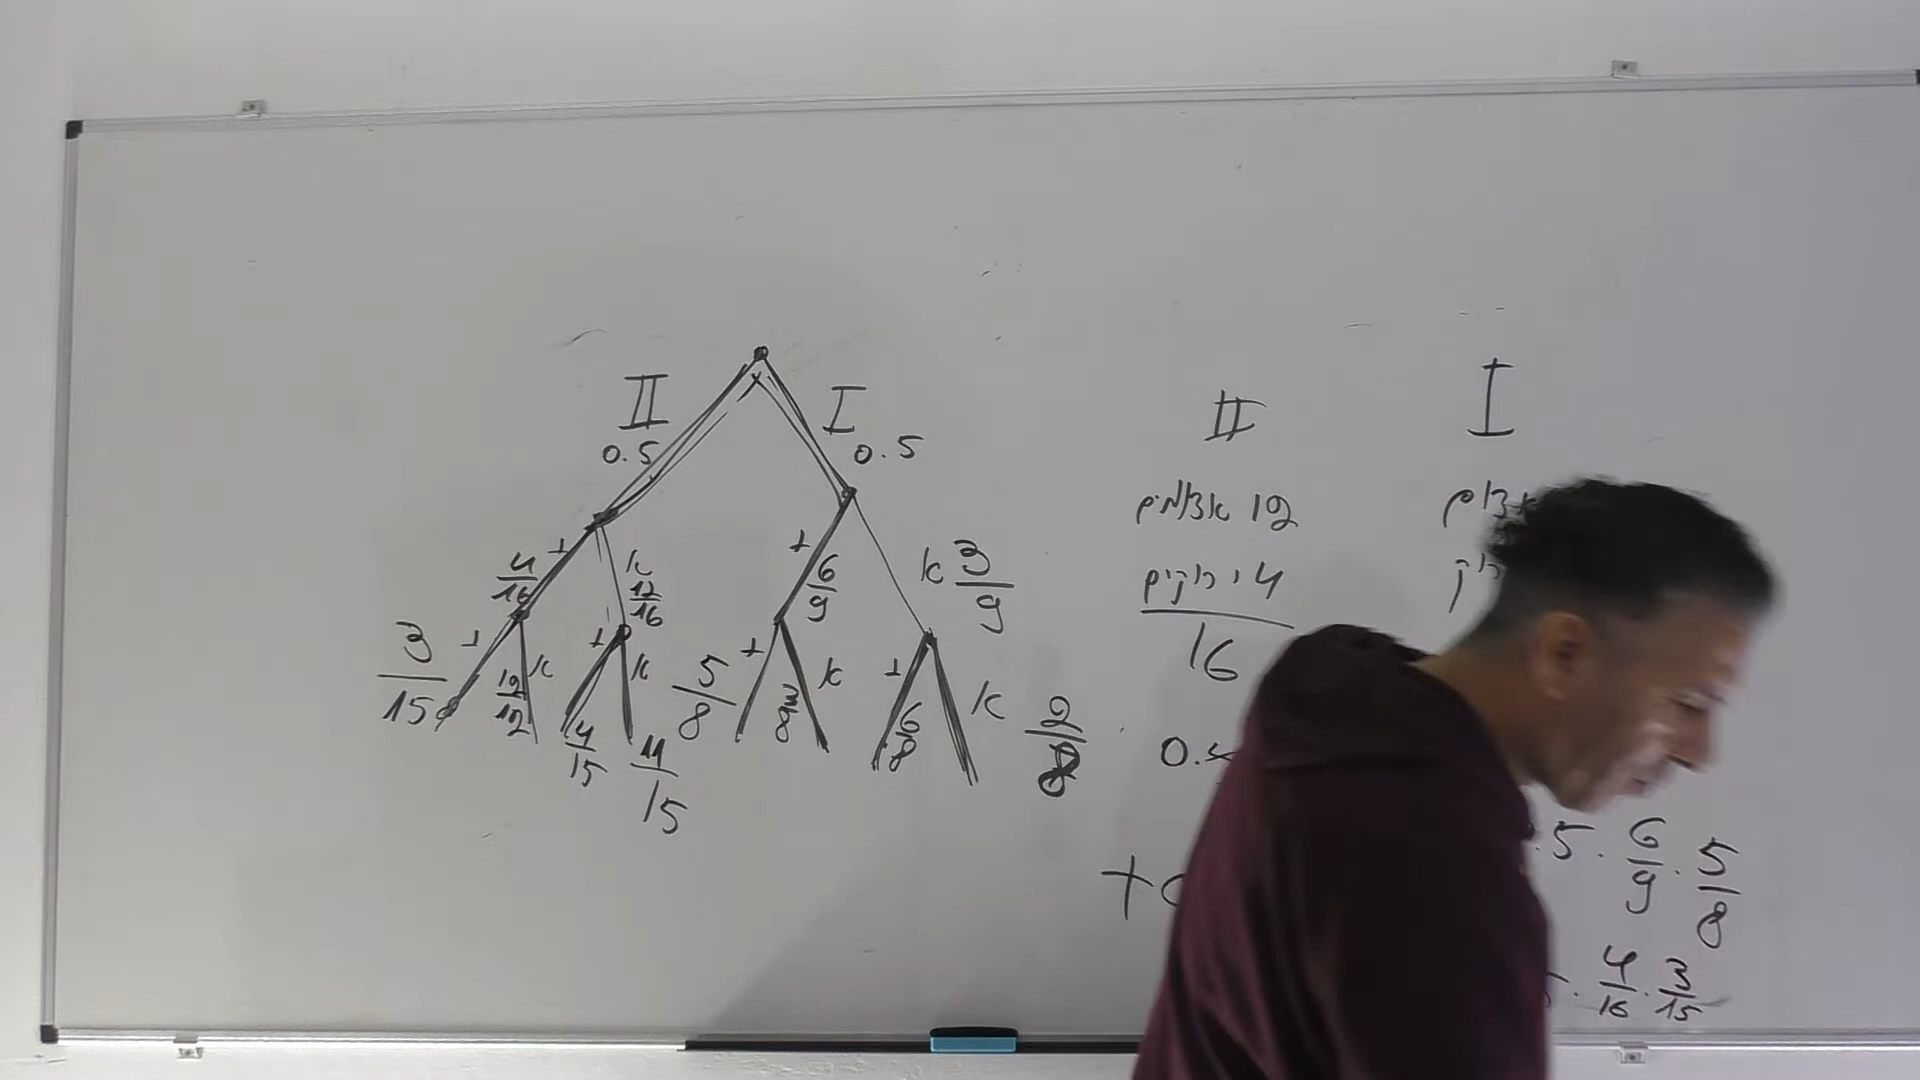 II I
0.5 0.5
+ 4/16 k 12/16 + 6/9 k 3/9
+ 3/15 k 12/12 + 4/15 k 11/15 + 5/8 k 3/8 + 6/8 k 2/8
II I
12 אדומים
4 ירוקים
16
0.
+
.5 · 6/9 · 5/8
· 4/16 · 3/15